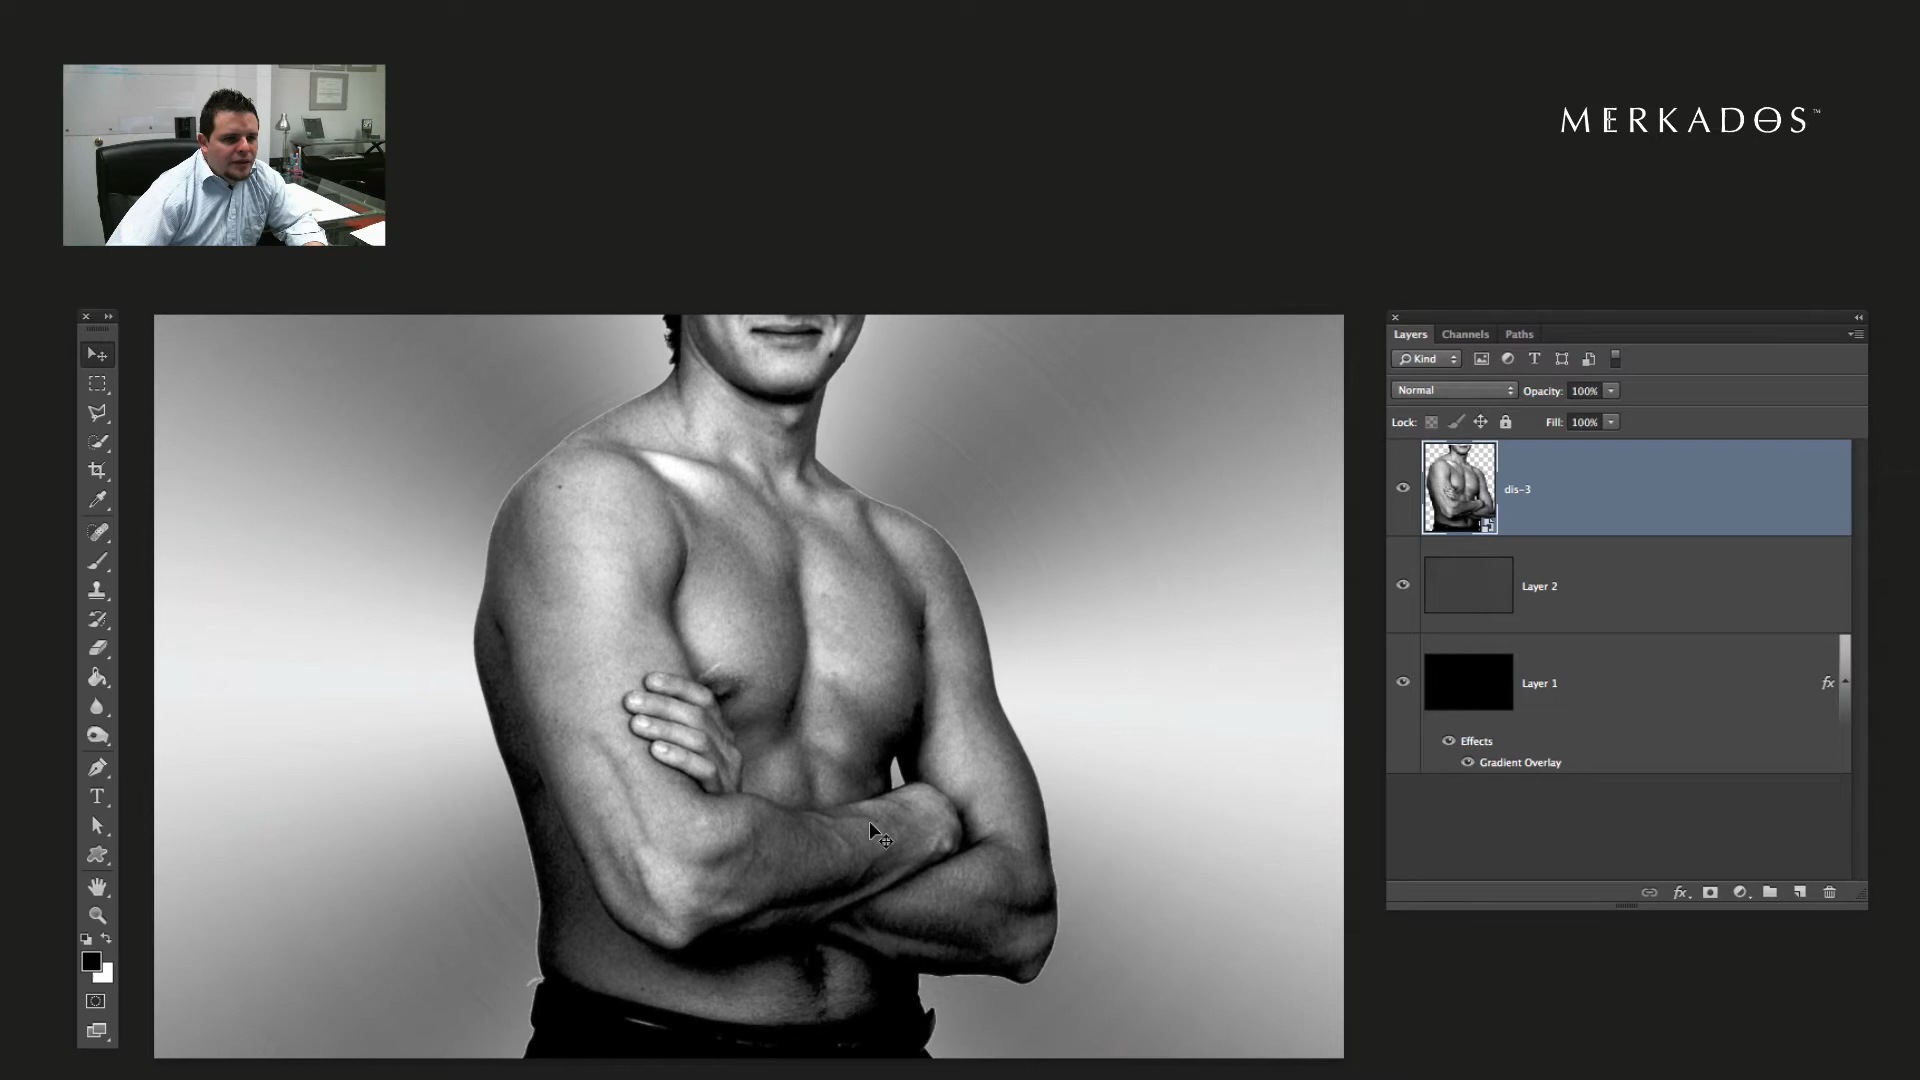 MERKADOS™
Layers Channels Paths
Kind
Normal Opacity: 100%
Lock: Fill: 100%
dis-3
Layer 2
Layer 1 fx
Effects
Gradient Overlay
fx